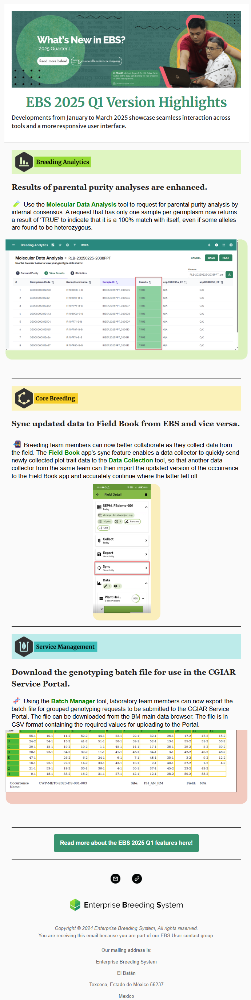 What's New in EBS?
2025 Quarter 1
Read more below!
ebs.excellenceinbreeding.org
IN FRAME: Michael Reyes & Dr. Md. Ruhul Amin
Sarker at the 2024 EBS training for rice breeders
at IRRI headquarters
EBS Rice Support Team
EBS 2025 Q1 Version Highlights
Developments from January to March 2025 showcase seamless interaction across
tools and a more responsive user interface.
Breeding Analytics
Results of parental purity analyses are enhanced.
Use the Molecular Data Analysis tool to request for parental purity analysis by
internal consensus. A request that has only one sample per germplasm now returns
a result of ‘TRUE’ to indicate that it is a 100% match with itself, even if some alleles
are found to be heterozygous.
Breeding Analytics IRSEA
Molecular Data Analysis » RLB-20250225-2038PPT CANCEL BACK NEXT
Use the browser below to view your genotype data matrix.
Filename:
1 Parental Purity 2 View Results 3 Statistics RLB-20250225-2038PPT_pa
# Germplasm Code Germplasm Name Sample ID Results snpOS00354_EF snpOS00358_EF
1 GE000000012260 IR 108008-B-B IRSEA2025PPT_000505 TRUE G/A C/C
2 GE000000012321 IR 108018-B-B IRSEA2025PPT_000506 TRUE G/A C/C
3 GE000000012382 IR 107995-B-B IRSEA2025PPT_000507 TRUE G/A C/C
4 GE000000012443 IR 108003-B-B IRSEA2025PPT_000508 TRUE G/A C/C
5 GE000000012504 IR 107971-B-B IRSEA2025PPT_000509 TRUE G/A C/C
6 GE000000012565 IR 107989-B-B IRSEA2025PPT_000510 TRUE G/A C/C
7 GE000000012626 IR 107976-B-B IRSEA2025PPT_000511 TRUE G/A C/C
8 GE000000012687 IR 107980-B-B IRSEA2025PPT_000512 TRUE G/A C/C
Core Breeding
Sync updated data to Field Book from EBS and vice versa.
Breeding team members can now better collaborate as they collect data from
the field. The Field Book app’s sync feature enables a data collector to quickly send
newly collected plot trait data to the Data Collection tool, so that another data
collector from the same team can then import the updated version of the occurrence
to the Field Book app and accurately continue where the latter left off.
Field Detail
SEPM_FBdemo-001
Today
cbbrapi-dev.ebsproject.org
10 plot 9 Rename
Sort
Collect
Today
Export
No activity
Sync
No activity
Data
1 5
Plant Hei...
5 observations
50%
VT
Service Management
Download the genotyping batch file for use in the CGIAR
Service Portal.
Using the Batch Manager tool, laboratory team members can now export the
batch file for grouped genotyping requests to be submitted to the CGIAR Service
Portal. The file can be downloaded from the BM main data browser. The file is in
CSV format containing the required values for uploading to the Portal.
row 1 2 3 4 5 6 7 8 9 10 11 12
A 55-1 19-1 11-2 52-2 44-1 22-1 29-1 32-1 26-1 17-2 47-2 15-2
B 24-2 54-1 13-2 41-2 51-1 56-1 39-1 52-1 13-1 55-2 31-2 56-2
C 20-1 15-1 19-2 10-2 1-1 45-1 14-1 17-1 38-1 29-2 5-2 30-2
D 28-1 23-1 34-2 32-2 11-1 41-1 46-1 34-1 3-1 42-2 40-2 46-2
E 47-1 26-2 6-2 24-1 6-1 7-1 48-1 35-1 3-2 9-2 12-2
F 16-1 25-1 22-2 14-2 33-1 43-1 10-1 2-1 49-1 37-2 1-2 4-2
G 21-1 53-1 18-2 30-1 36-1 4-1 50-1 37-1 45-2 23-2 43-2
H 9-1 18-1 33-2 16-2 31-1 27-1 42-1 12-1 28-2 50-2 53-2
Occurrence CWP-MET0-2023-DS-001-003 Site: PH_AN_RM Field: N/A
Name:
Read more about the EBS 2025 Q1 features here!
Enterprise Breeding System
Copyright © 2024 Enterprise Breeding System, All rights reserved.
You are receiving this email because you are part of our EBS User contact group.
Our mailing address is:
Enterprise Breeding System
El Batán
Texcoco, Estado de México 56237
Mexico